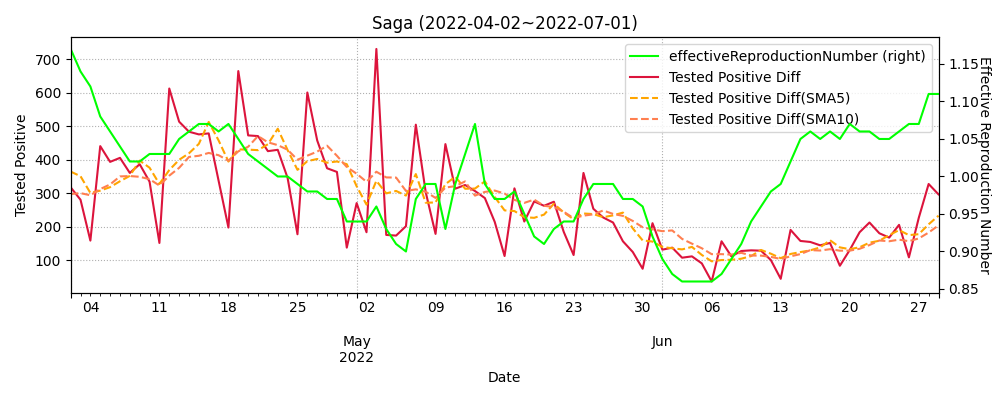 Saga (2022-04-02~2022-07-01)
effectiveReproductionNumber (right)
Tested Positive Diff
Tested Positive Diff(SMA5)
Tested Positive Diff(SMA10)
Tested Positive
700
600
500
400
300
200
100
1.15
1.10
1.05
1.00
0.95
0.90
0.85
Effective Reproduction Number
04 11 18 25 02 09 16 23 30 06 13 20 27
May Jun
2022
Date